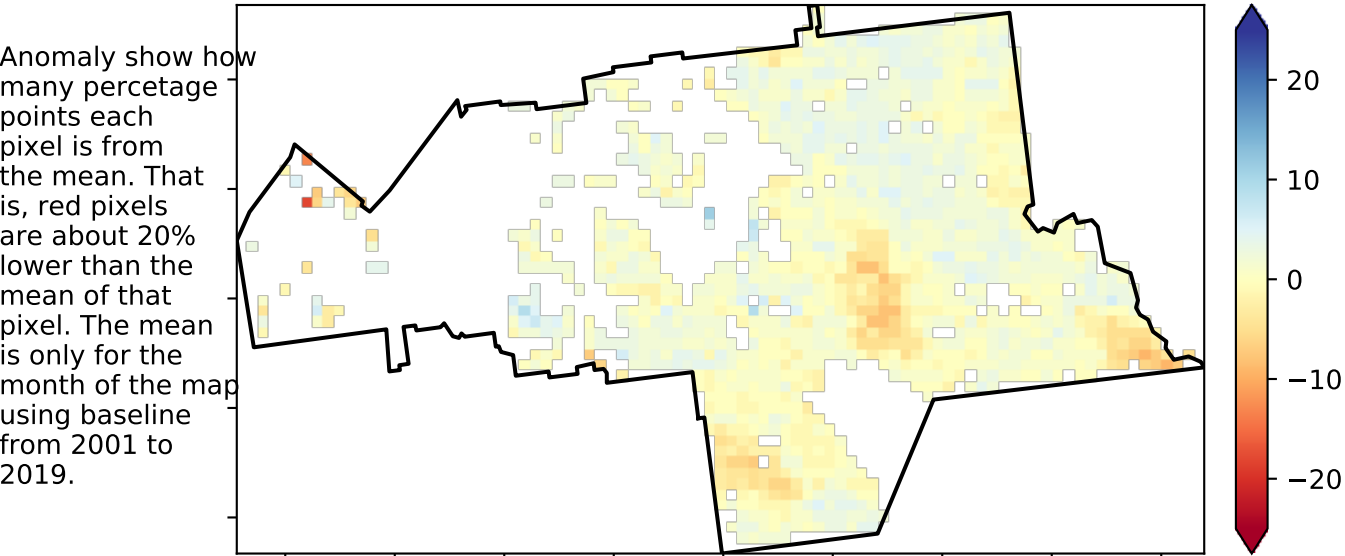 Anomaly show how
many percetage
points each
pixel is from
the mean. That
is, red pixels
are about 20%
lower than the
mean of that
pixel. The mean
is only for the
month of the map
using baseline
from 2001 to
2019.
20
10
0
−10
−20